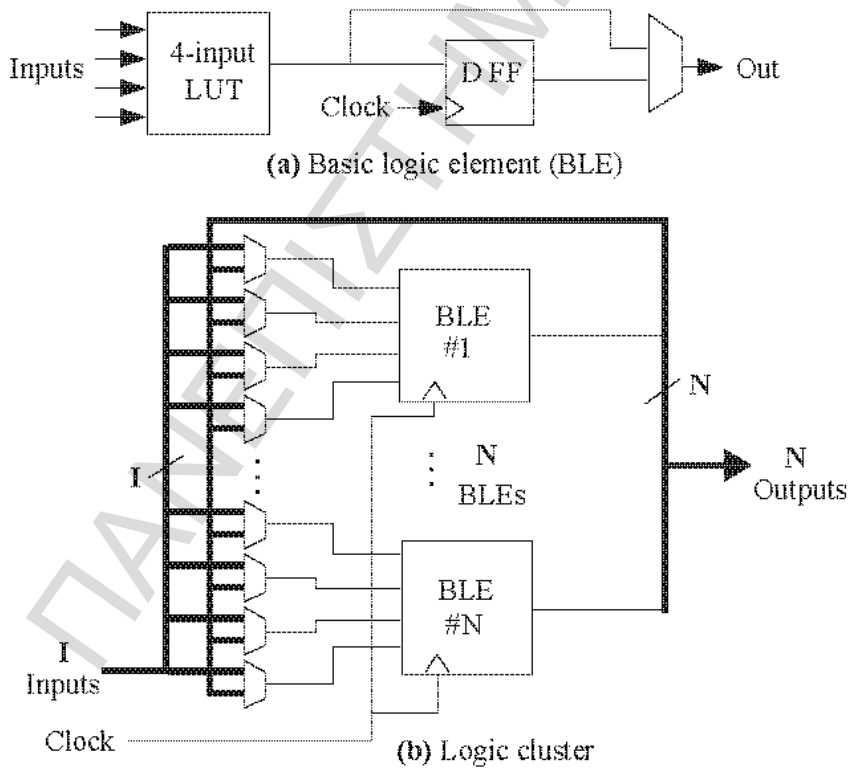 Inputs
4-input
LUT
D FF
Clock
Out
(a) Basic logic element (BLE)
BLE
#1
N
I
N
BLEs
N
Outputs
BLE
#N
I
Inputs
Clock
(b) Logic cluster
ΠΑΝΕΠΙΣΤΗΜ